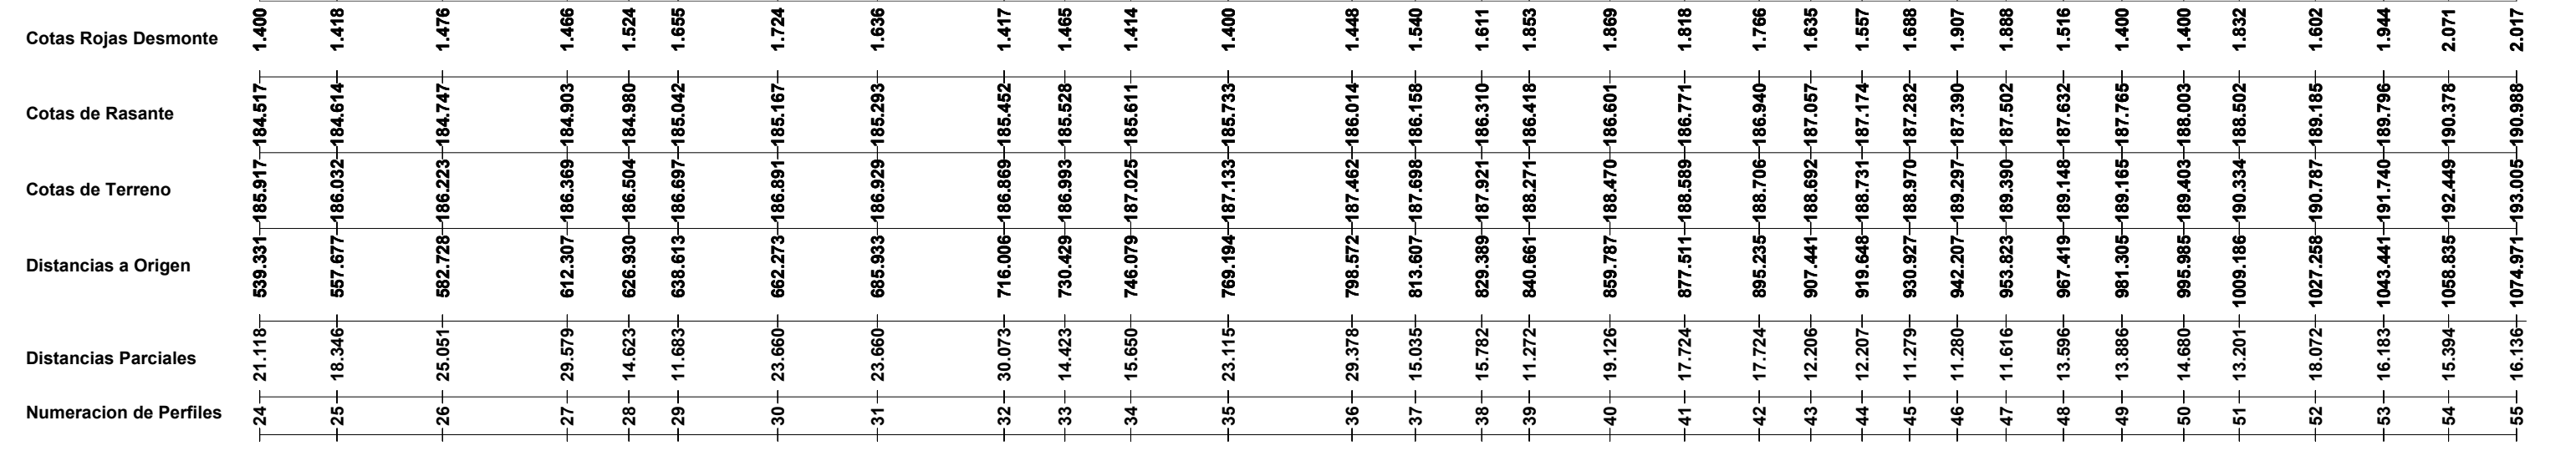 Cotas Rojas Desmonte 1.400 1.418 1.476 1.466 1.524 1.655 1.724 1.636 1.417 1.465 1.414 1.400 1.448 1.540 1.611 1.853 1.869 1.818 1.766 1.635 1.557 1.688 1.907 1.888 1.516 1.400 1.400 1.832 1.602 1.944 2.071 2.017
Cotas de Rasante 184.517 184.614 184.747 184.903 184.980 185.042 185.167 185.293 185.452 185.528 185.611 185.733 186.014 186.158 186.310 186.418 186.601 186.771 186.940 187.057 187.174 187.282 187.390 187.502 187.632 187.765 188.003 188.502 189.185 189.796 190.378 190.988
Cotas de Terreno 185.917 186.032 186.223 186.369 186.504 186.697 186.891 186.929 186.869 186.993 187.025 187.133 187.462 187.698 187.921 188.271 188.470 188.589 188.706 188.692 188.731 188.970 189.297 189.390 189.148 189.165 189.403 190.334 190.787 191.740 192.449 193.005
Distancias a Origen 539.331 557.677 582.728 612.307 626.930 638.613 662.273 685.933 716.006 730.429 746.079 769.194 798.572 813.607 829.389 840.661 859.787 877.511 895.235 907.441 919.648 930.927 942.207 953.823 967.419 981.305 995.985 1009.186 1027.258 1043.441 1058.835 1074.971
Distancias Parciales 21.118 18.346 25.051 29.579 14.623 11.683 23.660 23.660 30.073 14.423 15.650 23.115 29.378 15.035 15.782 11.272 19.126 17.724 17.724 12.206 12.207 11.279 11.280 11.616 13.596 13.886 14.680 13.201 18.072 16.183 15.394 16.136
Numeracion de Perfiles 24 25 26 27 28 29 30 31 32 33 34 35 36 37 38 39 40 41 42 43 44 45 46 47 48 49 50 51 52 53 54 55